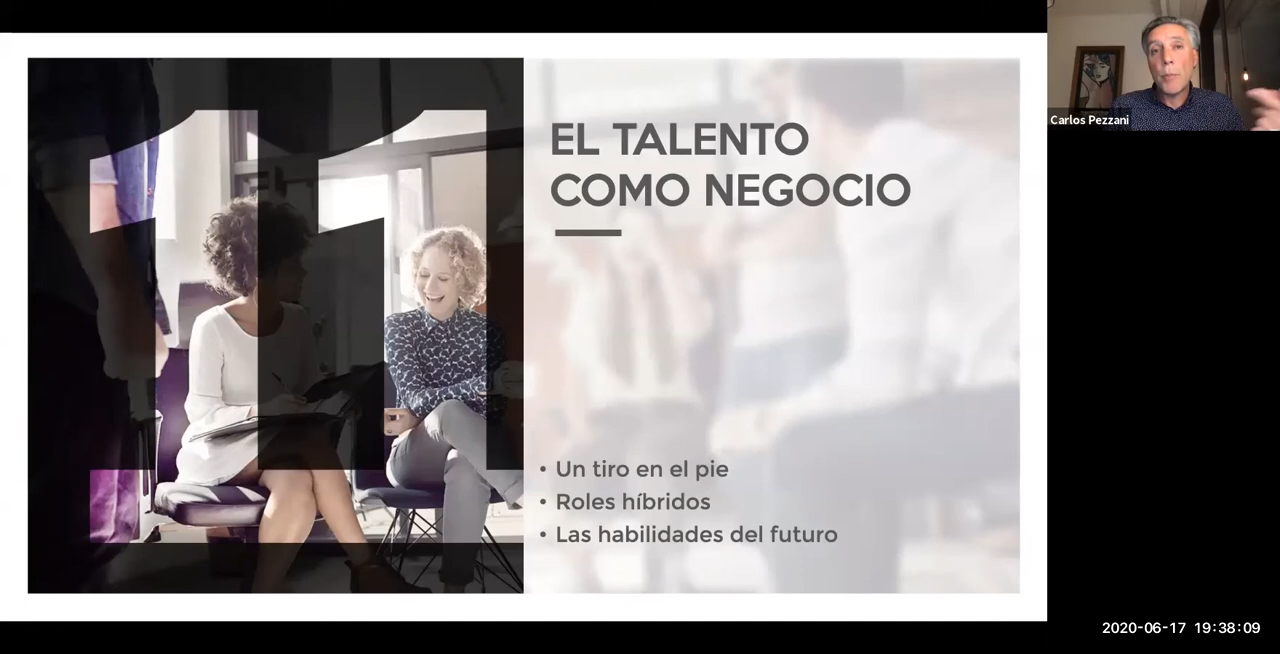 11
EL TALENTO
COMO NEGOCIO
• Un tiro en el pie
• Roles híbridos
• Las habilidades del futuro
Carlos Pezzani
2020-06-17 19:38:09